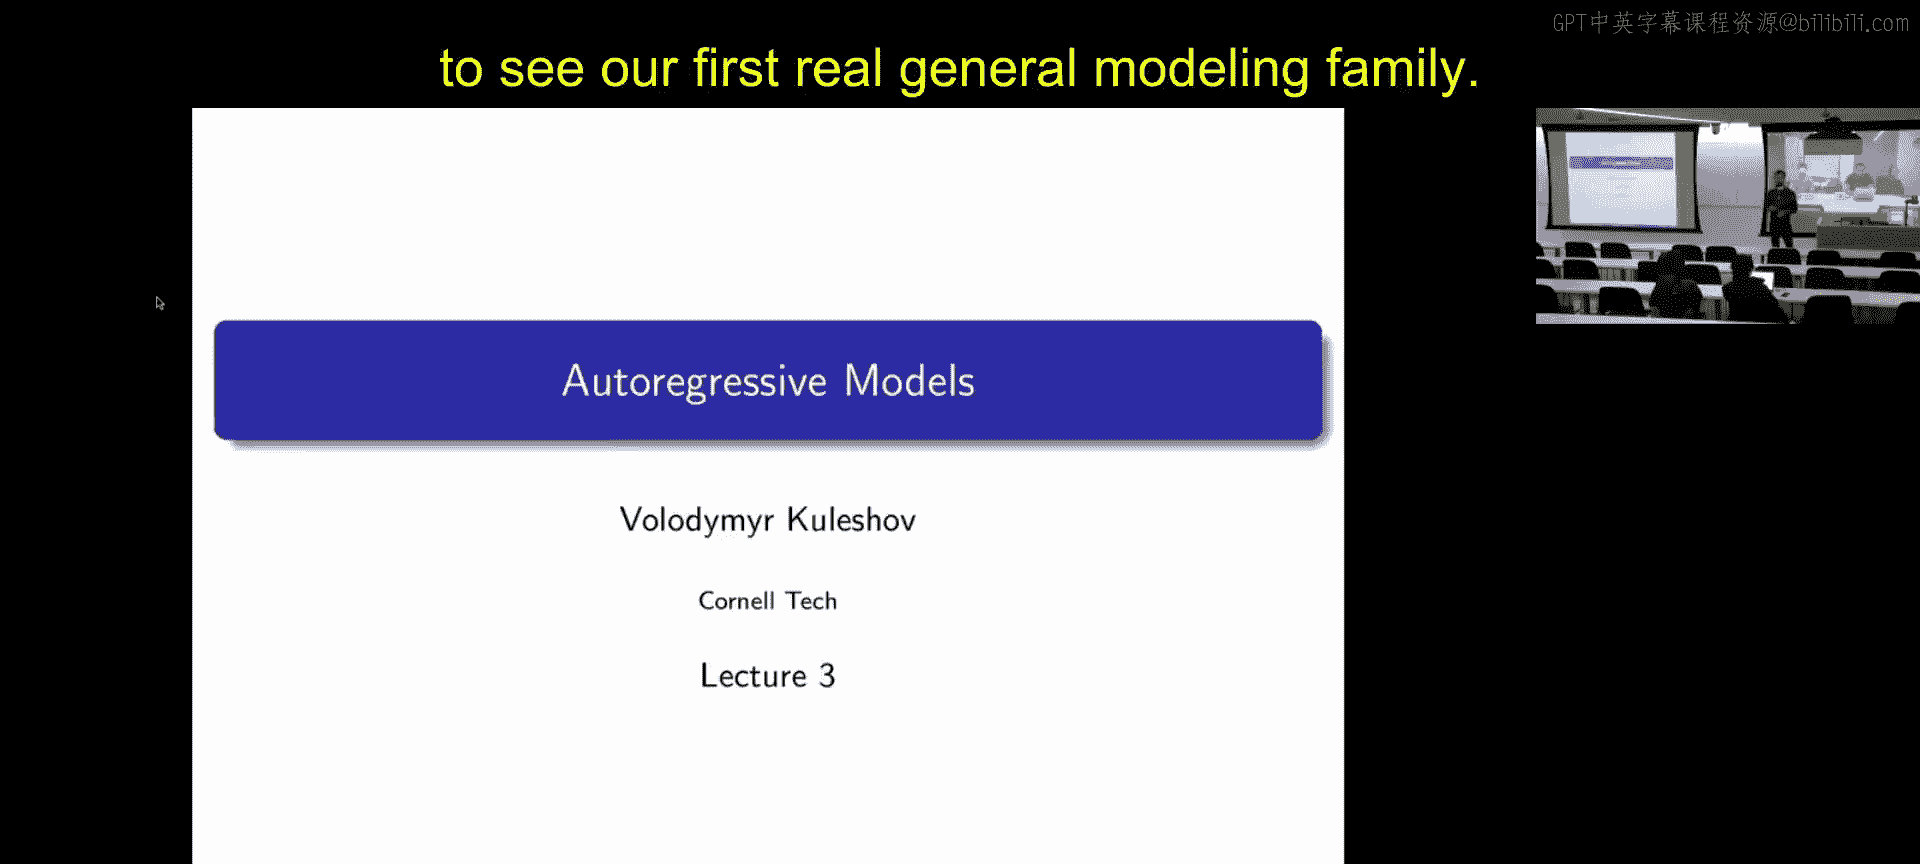 GPT中英字幕课程资源@bilibili.com
to see our first real general modeling family.
Autoregressive Models
Volodymyr Kuleshov
Cornell Tech
Lecture 3